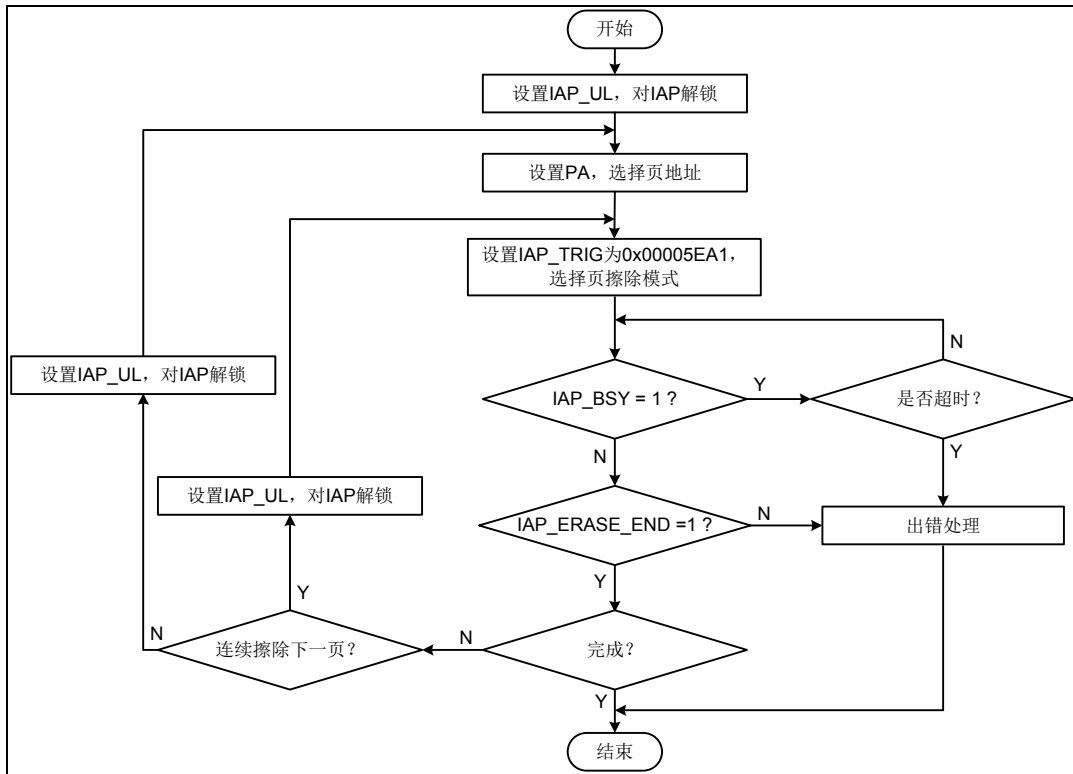 开始
设置IAP_UL，对IAP解锁
设置PA，选择页地址
设置IAP_TRIG为0x00005EA1，
选择页擦除模式
N
设置IAP_UL，对IAP解锁
IAP_BSY = 1 ?
Y
是否超时？
N
Y
设置IAP_UL，对IAP解锁
IAP_ERASE_END =1 ?
N
出错处理
Y
Y
N
连续擦除下一页？
N
完成？
Y
结束